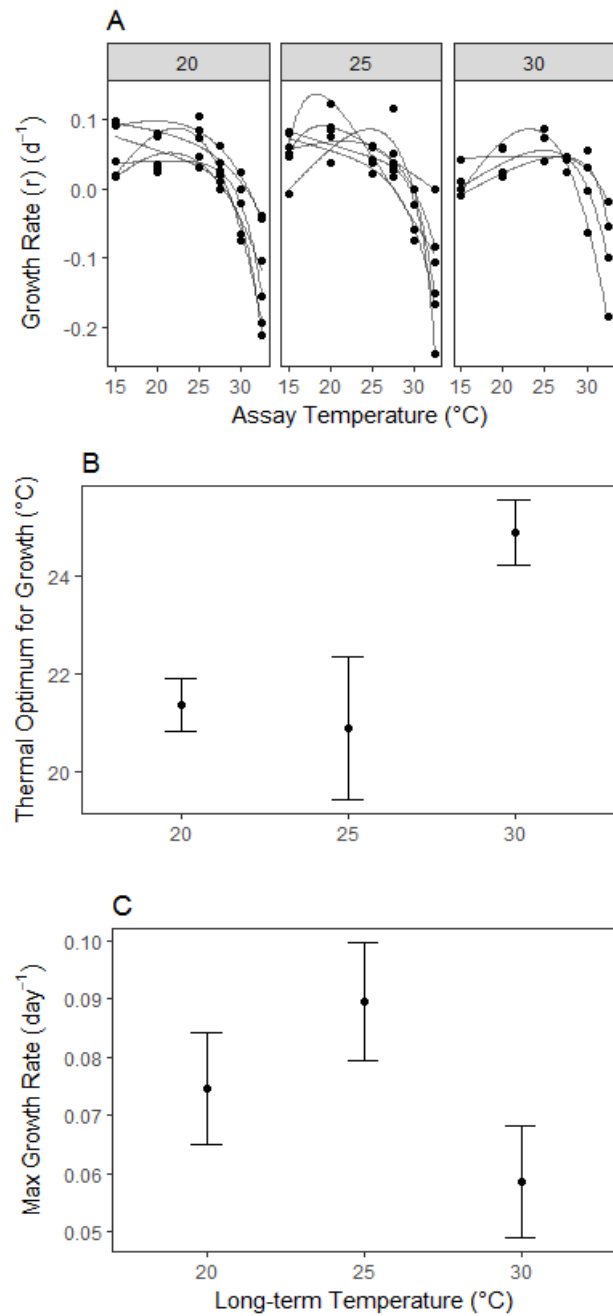 A
20 25 30
Growth Rate (r) (d⁻¹)
0.1
0.0
-0.1
-0.2
15 20 25 30 15 20 25 30 15 20 25 30
Assay Temperature (°C)
B
Thermal Optimum for Growth (°C)
24
22
20
20 25 30
C
Max Growth Rate (day⁻¹)
0.10
0.09
0.08
0.07
0.06
0.05
20 25 30
Long-term Temperature (°C)